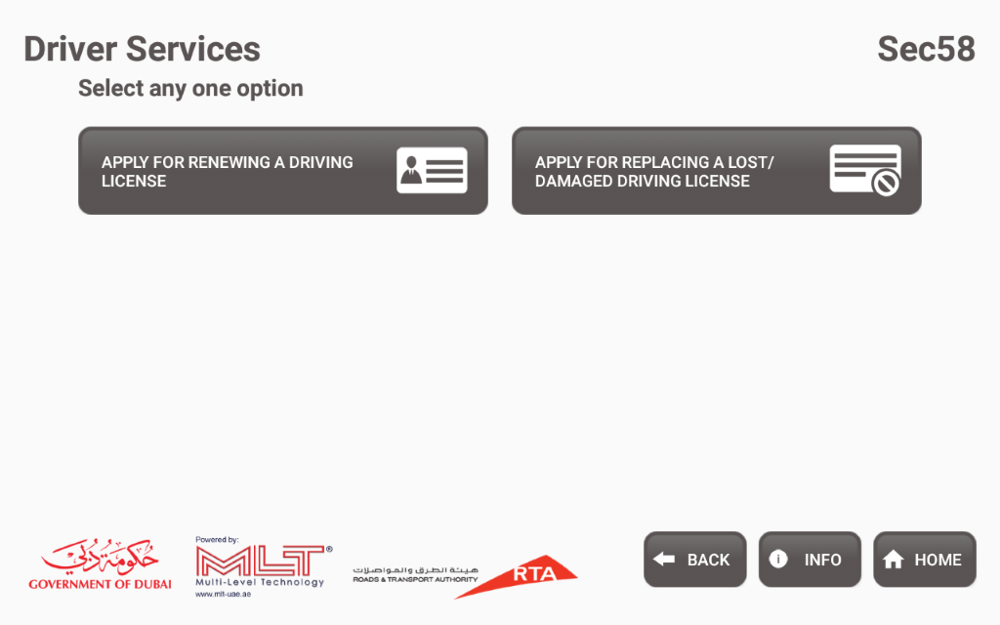 Driver Services
Sec58
Select any one option
APPLY FOR RENEWING A DRIVING
LICENSE
APPLY FOR REPLACING A LOST/
DAMAGED DRIVING LICENSE
حكومة دبي
GOVERNMENT OF DUBAI
Powered by:
MLT®
Multi-Level Technology
www.mlt-uae.ae
هيئة الطرق والمواصلات
ROADS & TRANSPORT AUTHORITY
RTA
BACK
INFO
HOME